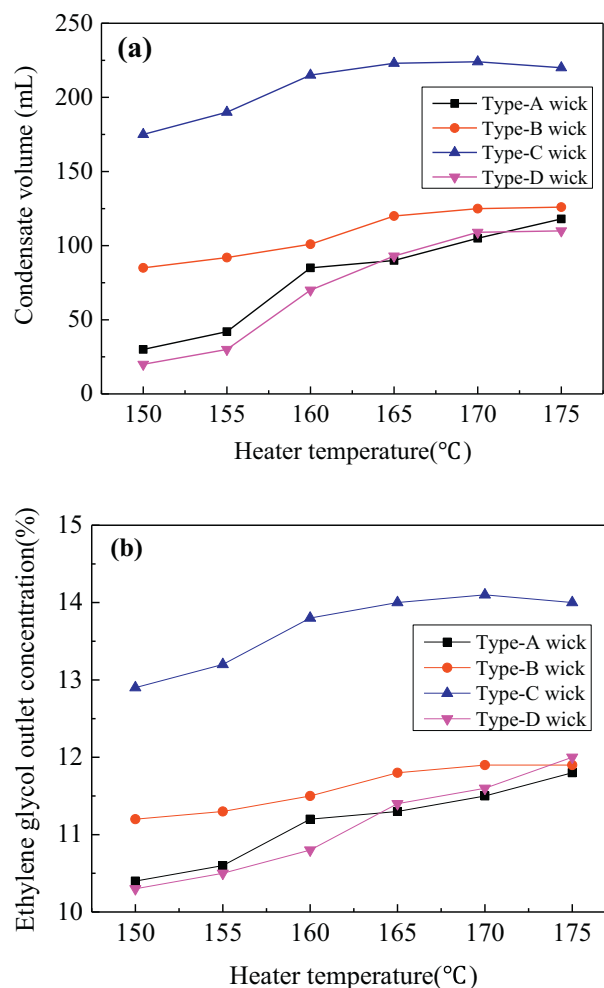 (a)
250
200
150
100
50
0
Condensate volume (mL)
Type-A wick
Type-B wick
Type-C wick
Type-D wick
150 155 160 165 170 175
Heater temperature(℃)
(b)
15
14
13
12
11
10
Ethylene glycol outlet concentration(%)
Type-A wick
Type-B wick
Type-C wick
Type-D wick
150 155 160 165 170 175
Heater temperature(℃)